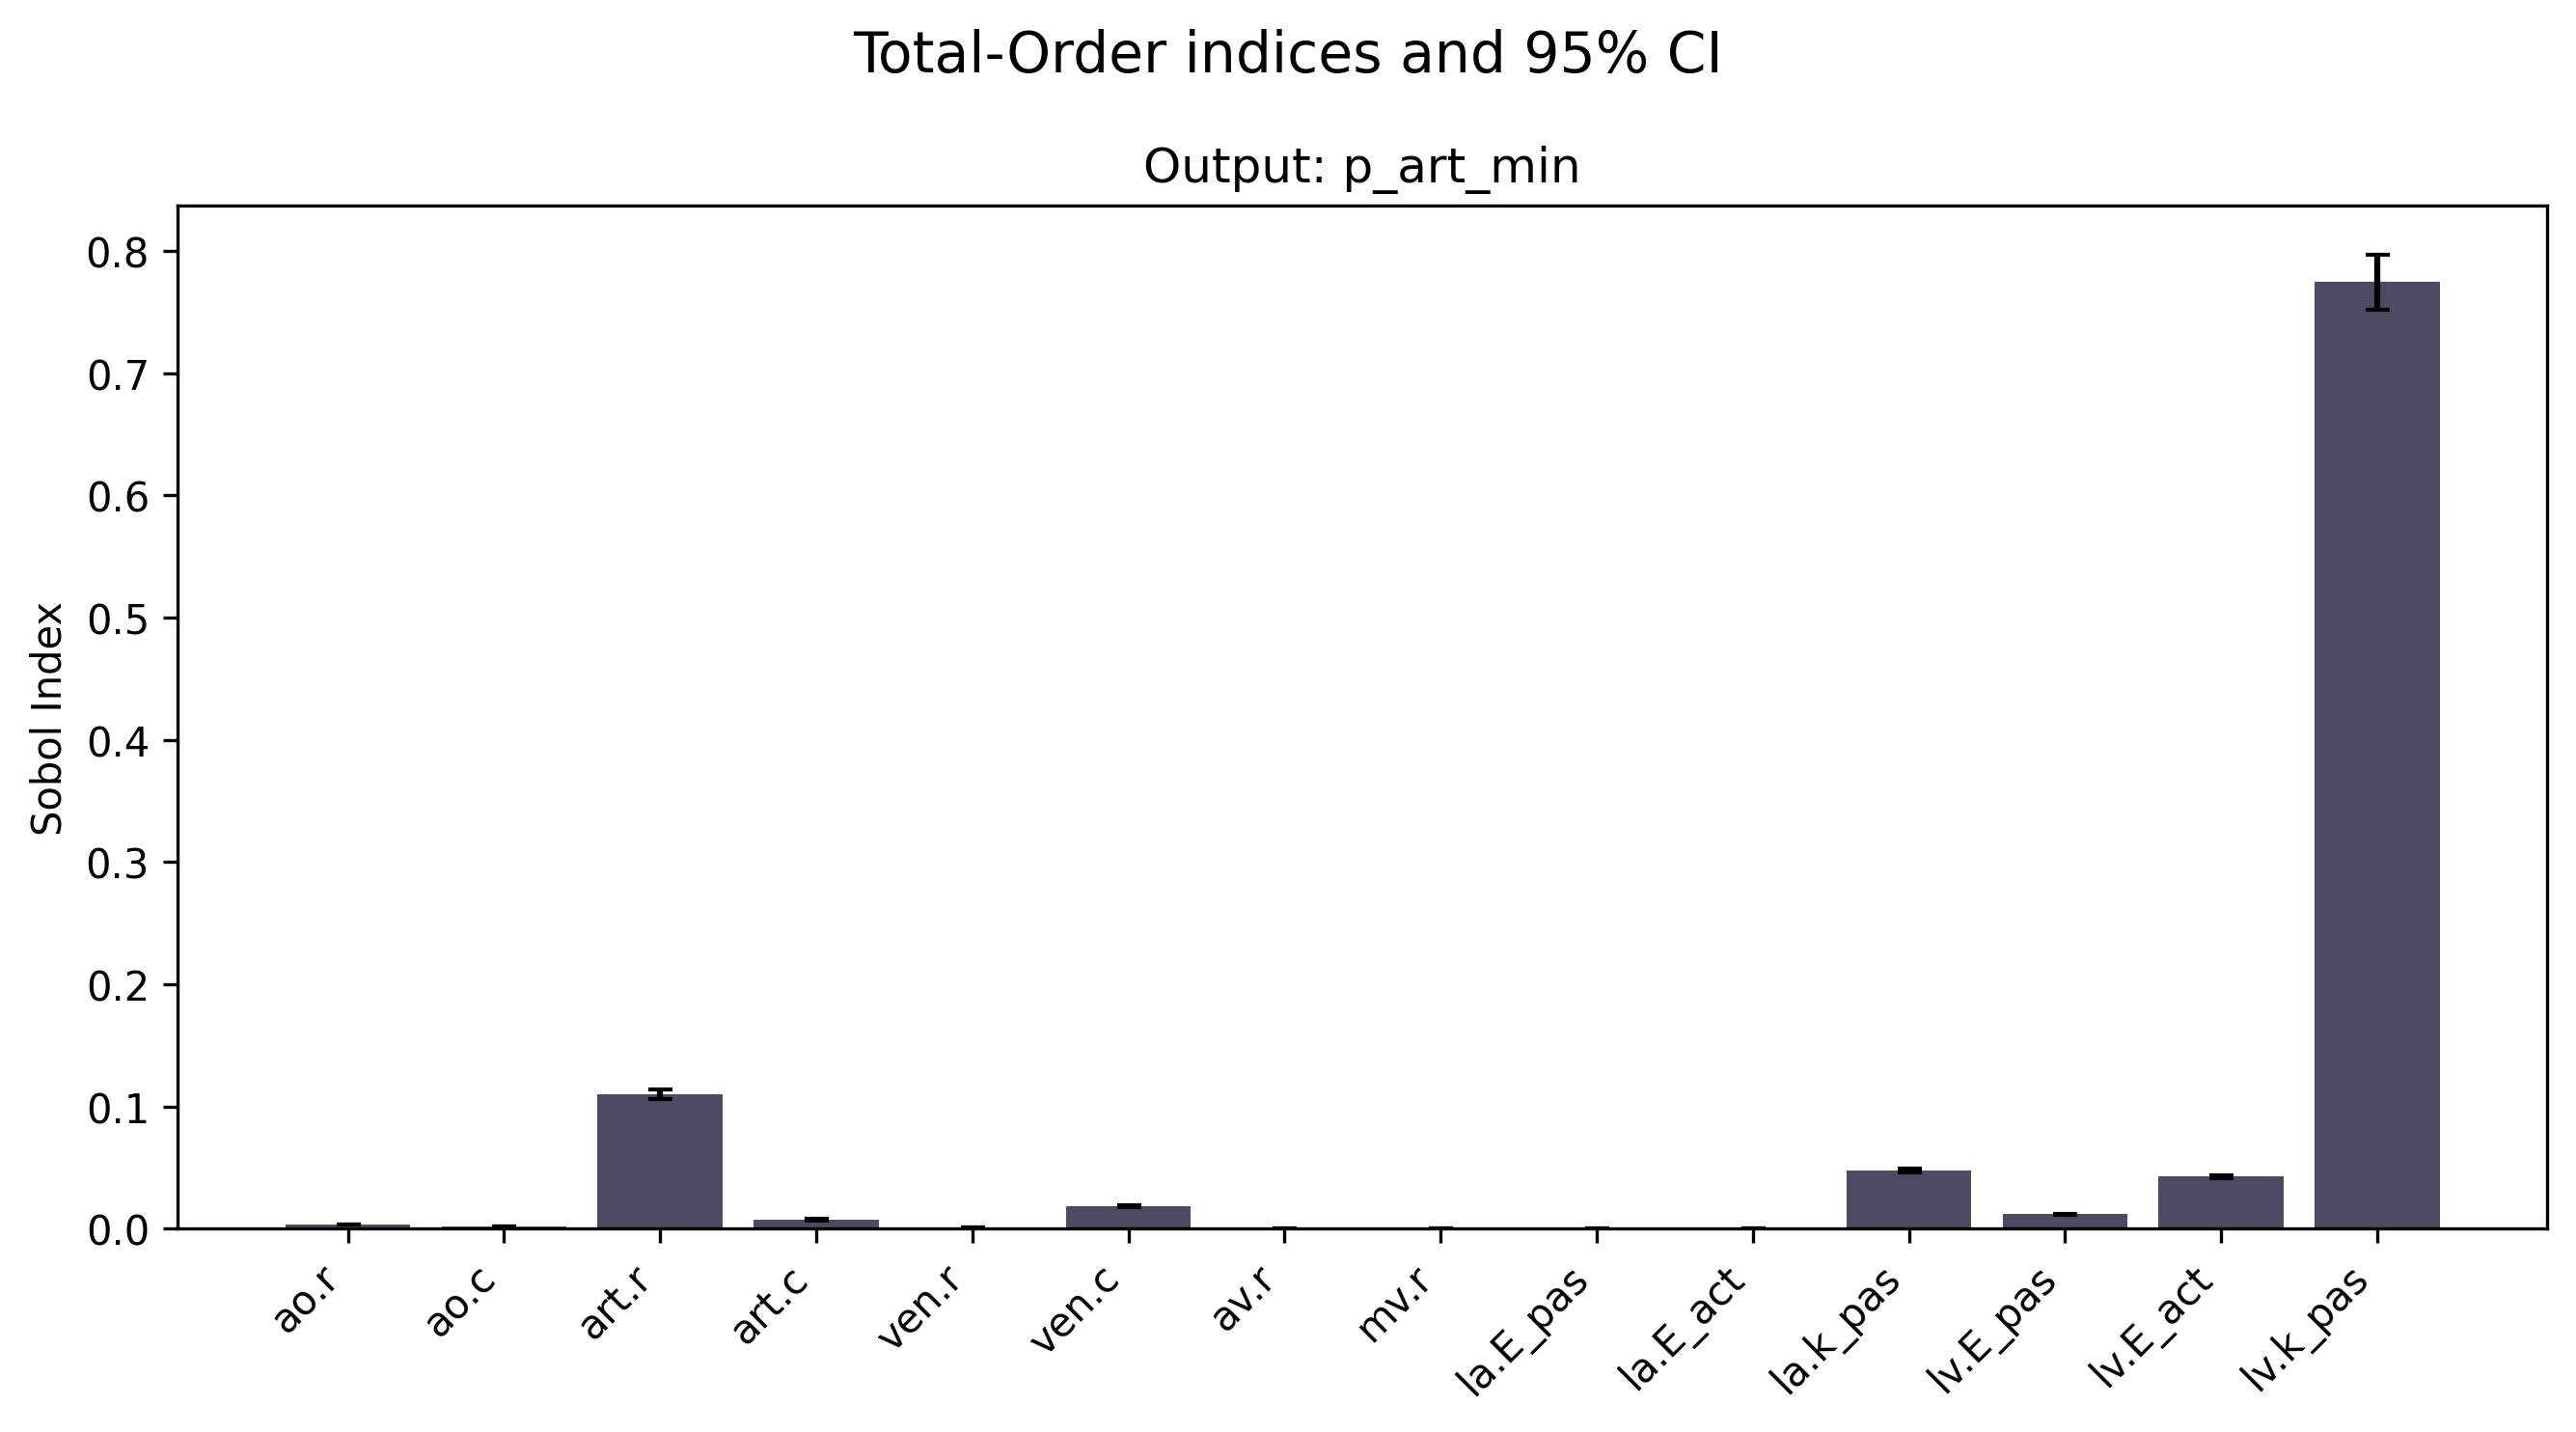 Total-Order indices and 95% CI
Output: p_art_min
Sobol Index
0.8
0.7
0.6
0.5
0.4
0.3
0.2
0.1
0.0
ao.r
ao.c
art.r
art.c
ven.r
ven.c
av.r
mv.r
la.E_pas
la.E_act
la.k_pas
lv.E_pas
lv.E_act
lv.k_pas